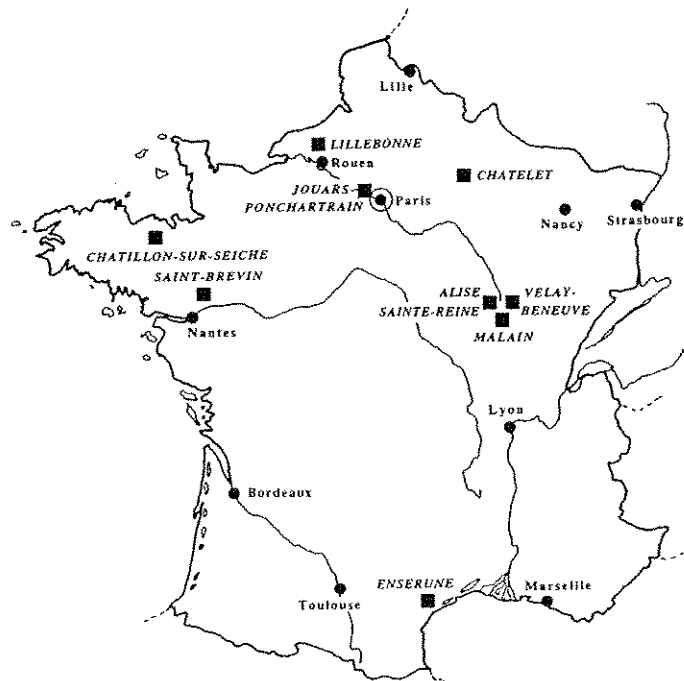 Lille
LILLEBONNE
Rouen
CHATELET
JOUARS-
PONCHARTRAIN
Paris
Nancy
Strasbourg
CHATILLON-SUR-SEICHE
SAINT-BREVIN
ALISE
SAINTE-REINE
VELAY-
BENEUVE
MALAIN
Nantes
Lyon
Bordeaux
ENSERUNE
Marseille
Toulouse